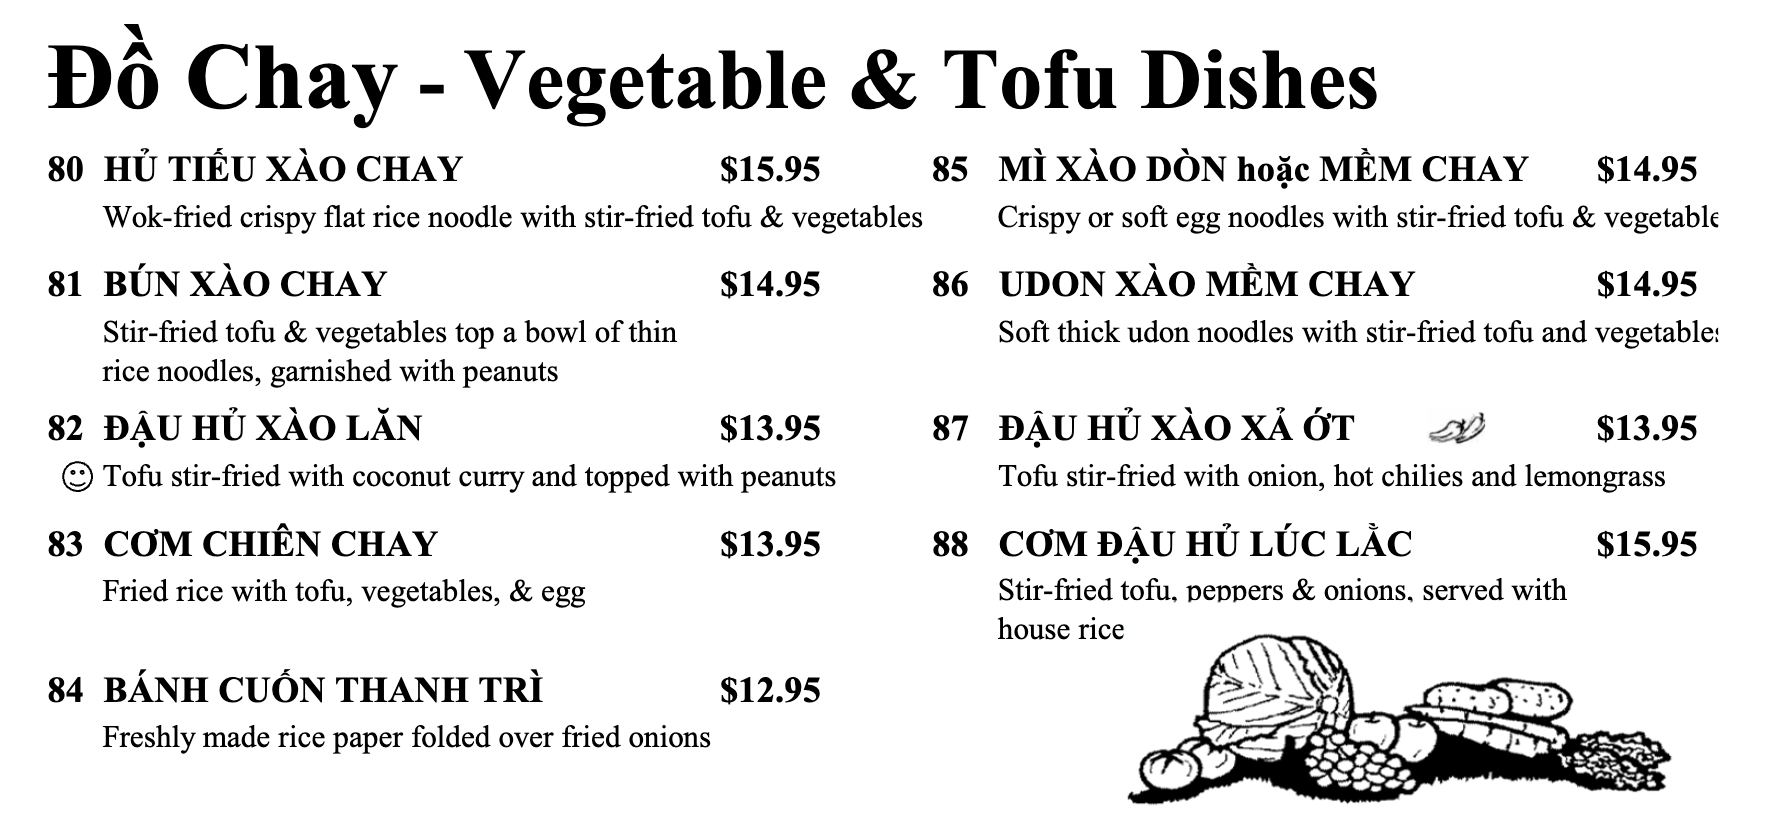 Đồ Chay - Vegetable & Tofu Dishes
80 HỦ TIẾU XÀO CHAY $15.95
Wok-fried crispy flat rice noodle with stir-fried tofu & vegetables
81 BÚN XÀO CHAY $14.95
Stir-fried tofu & vegetables top a bowl of thin
rice noodles, garnished with peanuts
82 ĐẬU HỦ XÀO LĂN $13.95
Tofu stir-fried with coconut curry and topped with peanuts
83 CƠM CHIÊN CHAY $13.95
Fried rice with tofu, vegetables, & egg
84 BÁNH CUỐN THANH TRÌ $12.95
Freshly made rice paper folded over fried onions
85 MÌ XÀO DÒN hoặc MỀM CHAY $14.95
Crispy or soft egg noodles with stir-fried tofu & vegetable
86 UDON XÀO MỀM CHAY $14.95
Soft thick udon noodles with stir-fried tofu and vegetables
87 ĐẬU HỦ XÀO XẢ ỚT $13.95
Tofu stir-fried with onion, hot chilies and lemongrass
88 CƠM ĐẬU HỦ LÚC LẮC $15.95
Stir-fried tofu, peppers & onions, served with
house rice